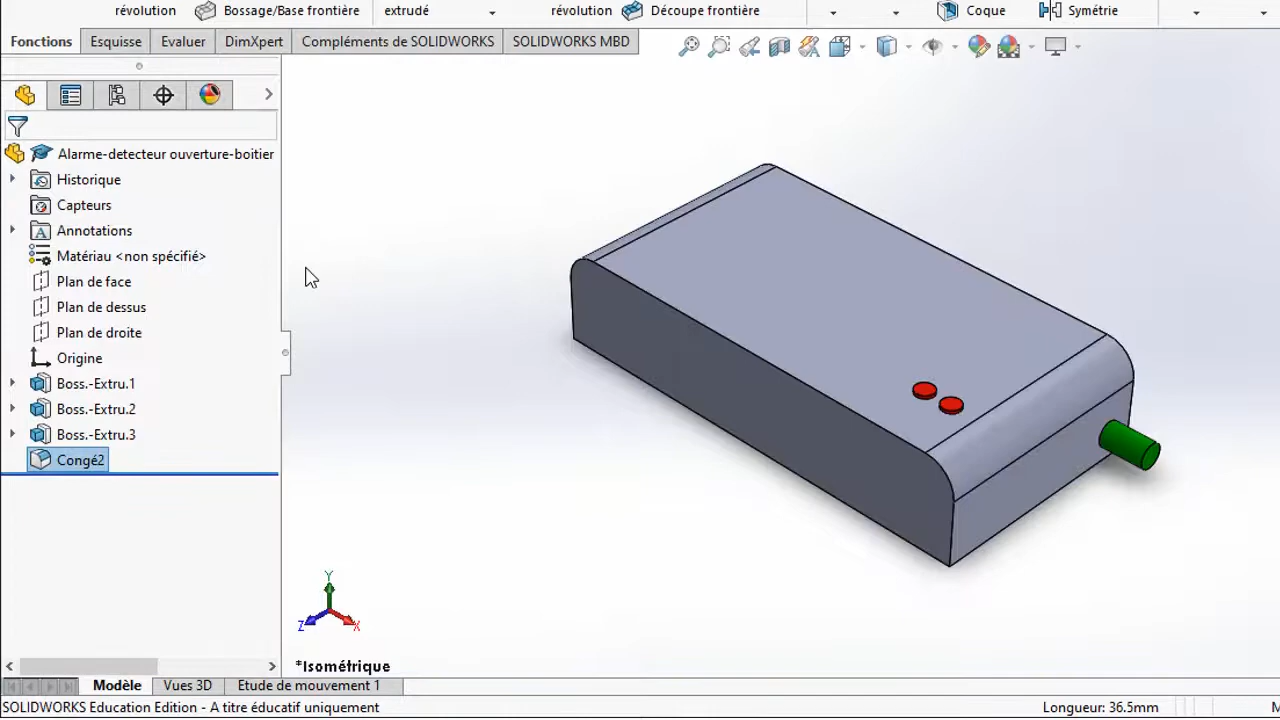 révolution Bossage/Base frontière extrudé révolution Découpe frontière Coque Symétrie
Fonctions Esquisse Evaluer DimXpert Compléments de SOLIDWORKS SOLIDWORKS MBD
Alarme-detecteur ouverture-boitier
Historique
Capteurs
Annotations
Matériau <non spécifié>
Plan de face
Plan de dessus
Plan de droite
Origine
Boss.-Extru.1
Boss.-Extru.2
Boss.-Extru.3
Congé2
Y
Z X
*Isométrique
Modèle Vues 3D Etude de mouvement 1
SOLIDWORKS Education Edition - A titre éducatif uniquement Longueur: 36.5mm M